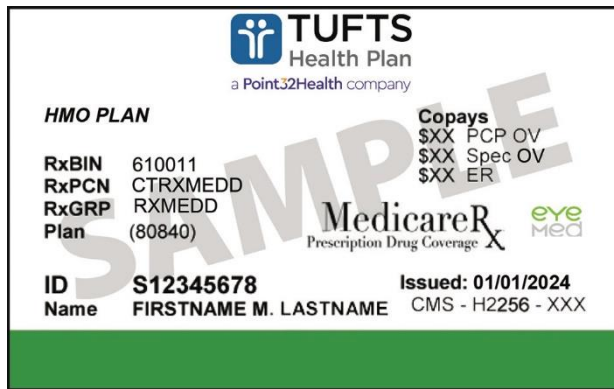 TUFTS
Health Plan
a Point32Health company
HMO PLAN
Copays
$XX PCP OV
$XX Spec OV
$XX ER
RxBIN 610011
RxPCN CTRXMEDD
RxGRP RXMEDD
Plan (80840)
MedicareRx
Prescription Drug Coverage
eye
med
SAMPLE
ID S12345678
Issued: 01/01/2024
Name FIRSTNAME M. LASTNAME
CMS - H2256 - XXX